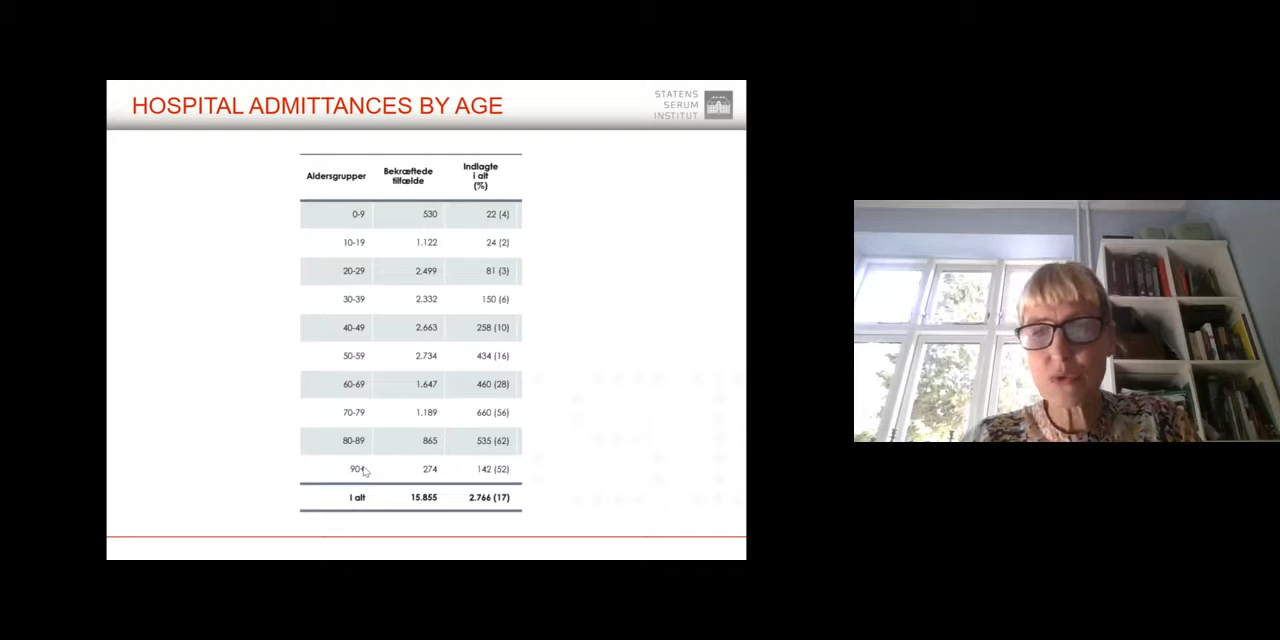 HOSPITAL ADMITTANCES BY AGE
STATENS
SERUM
INSTITUT
Aldersgrupper Bekræftede tilfælde Indlagte i alt (%)
0-9 530 22 (4)
10-19 1.122 24 (2)
20-29 2.499 81 (3)
30-39 2.332 150 (6)
40-49 2.663 258 (10)
50-59 2.734 434 (16)
60-69 1.647 460 (28)
70-79 1.189 660 (56)
80-89 865 535 (62)
90+ 274 142 (52)
I alt 15.855 2.766 (17)